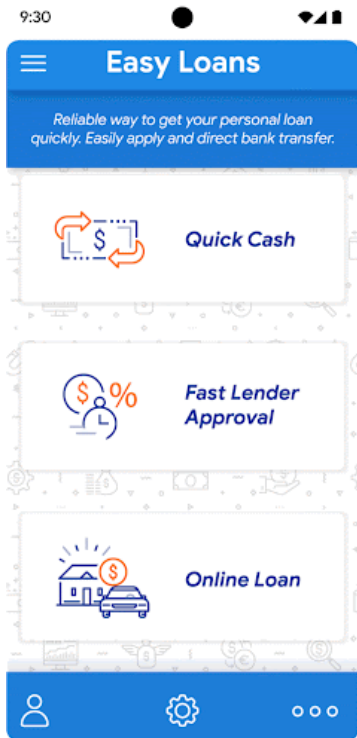 9:30
Easy Loans
Reliable way to get your personal loan
quickly. Easily apply and direct bank transfer.
$
Quick Cash
$ %
Fast Lender
Approval
$
Online Loan